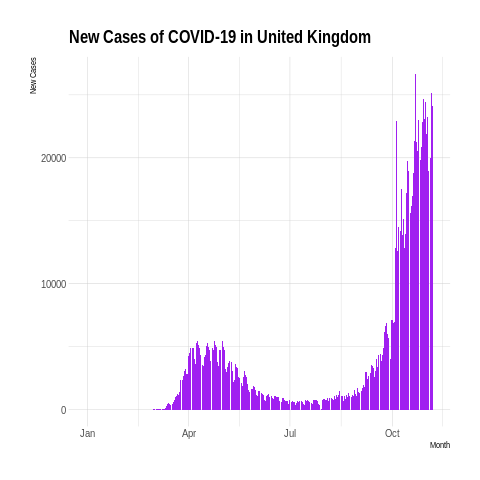 New Cases of COVID-19 in United Kingdom
New Cases
20000
10000
0
Jan Apr Jul Oct
Month